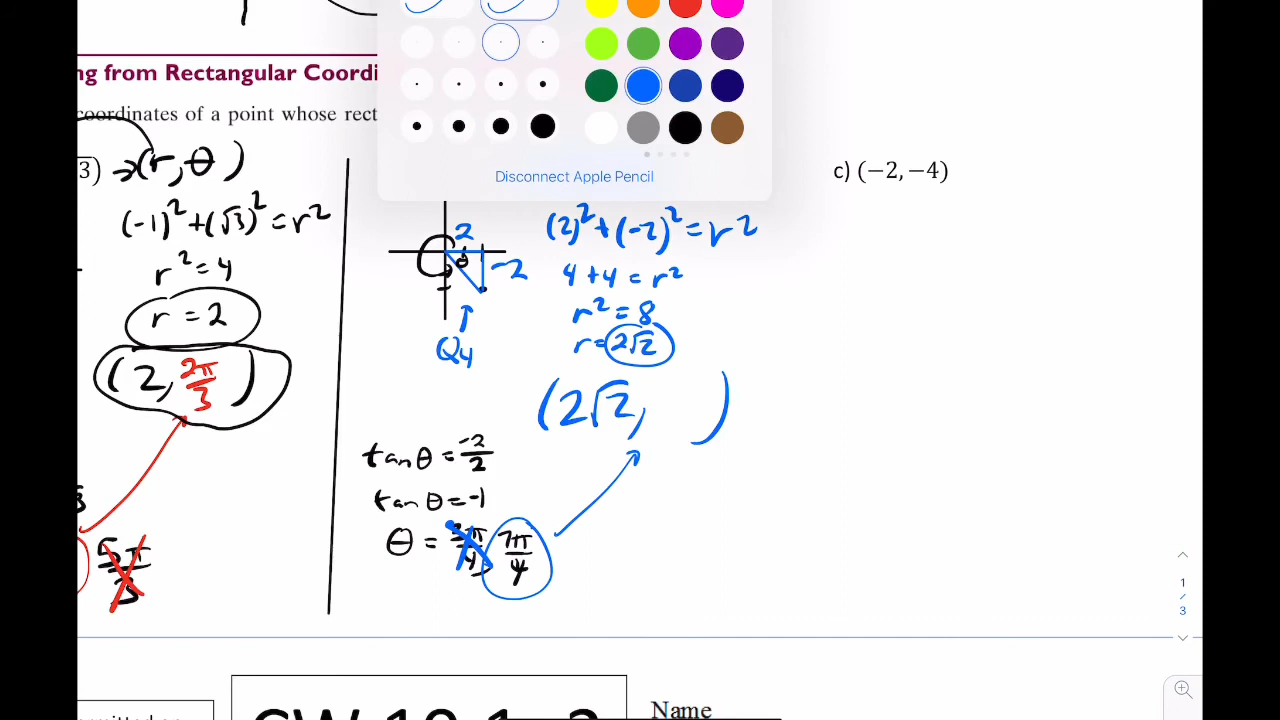 ng from Rectangular Coordi
coordinates of a point whose rect
Disconnect Apple Pencil
3) → (r, θ)
(-1)² + (√3)² = r²
r² = 4
r = 2
(2, 2π/3)
5π/3
2
-2
Q4
(2)² + (-2)² = r²
4 + 4 = r²
r² = 8
r = 2√2
(2√2, )
tan θ = -2/2
tan θ = -1
θ = 3π/4, 7π/4
c) (−2, −4)
1
/
3
Name